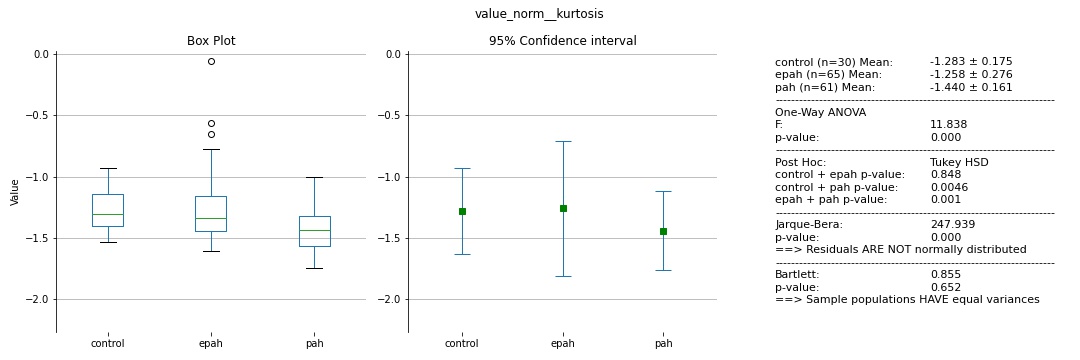 value_norm__kurtosis
Box Plot
Value
0.0
−0.5
−1.0
−1.5
−2.0
control epah pah
95% Confidence interval
0.0
−0.5
−1.0
−1.5
−2.0
control epah pah
control (n=30) Mean: -1.283 ± 0.175
epah (n=65) Mean: -1.258 ± 0.276
pah (n=61) Mean: -1.440 ± 0.161
One-Way ANOVA
F: 11.838
p-value: 0.000
Post Hoc: Tukey HSD
control + epah p-value: 0.848
control + pah p-value: 0.0046
epah + pah p-value: 0.001
Jarque-Bera: 247.939
p-value: 0.000
==> Residuals ARE NOT normally distributed
Bartlett: 0.855
p-value: 0.652
==> Sample populations HAVE equal variances